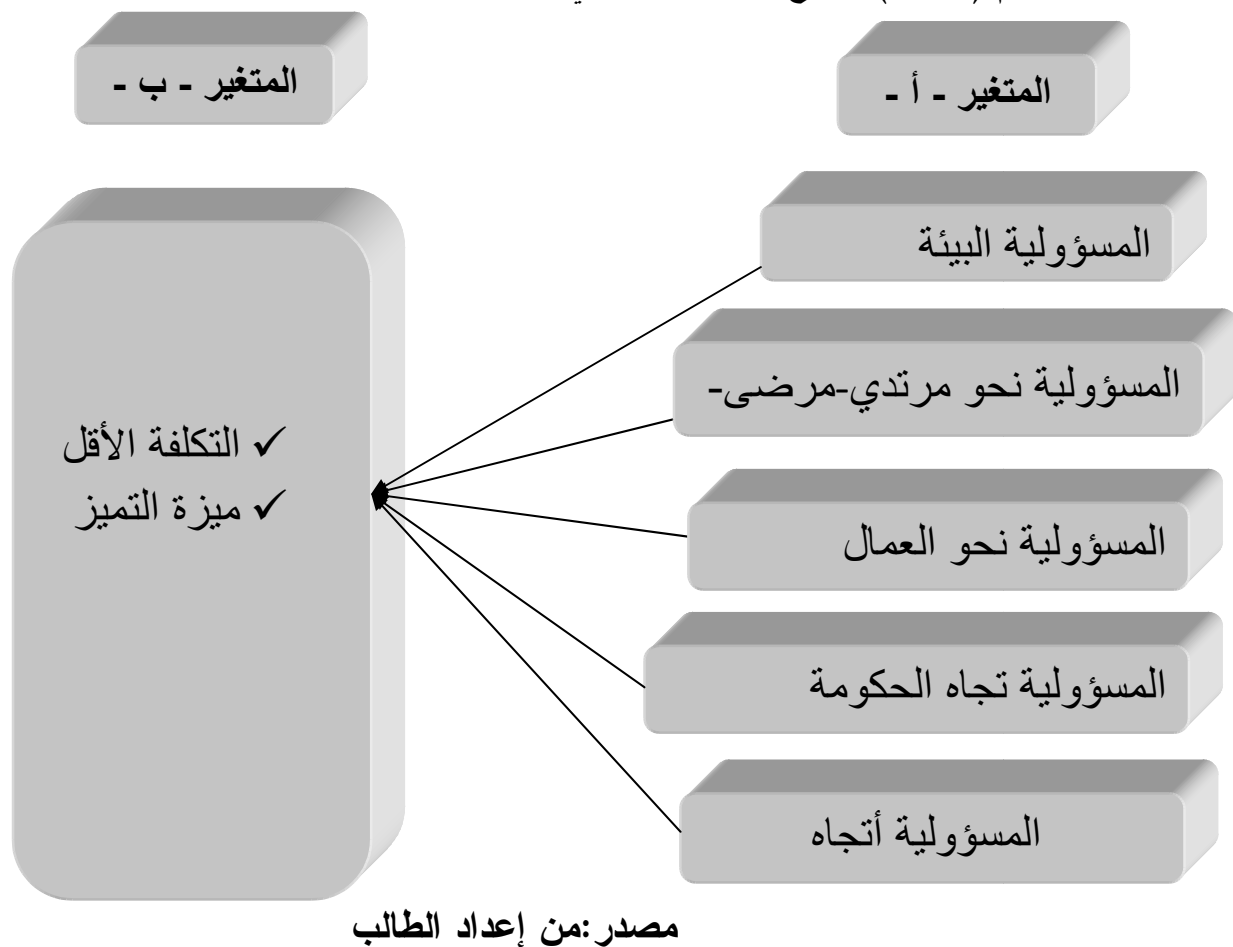 المتغير - أ -
المتغير - ب -
المسؤولية البيئة
المسؤولية نحو مرتدي-مرضى-
المسؤولية نحو العمال
المسؤولية تجاه الحكومة
المسؤولية أتجاه
✓ التكلفة الأقل
✓ ميزة التميز
مصدر:من إعداد الطالب